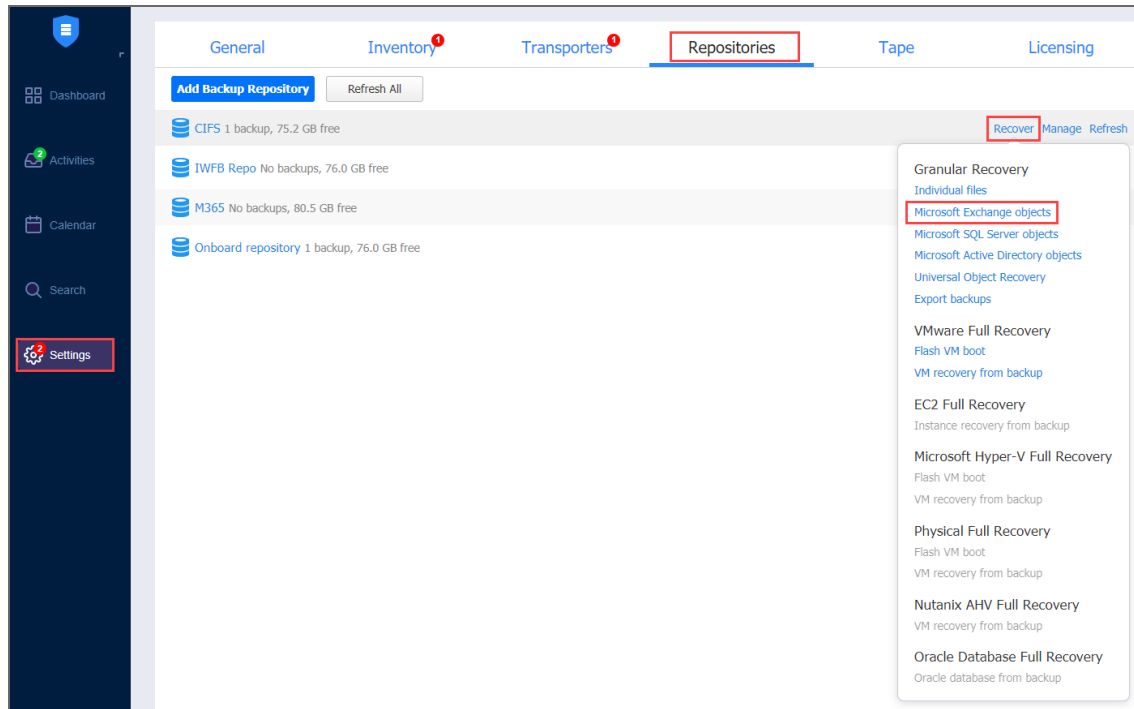 General
Inventory
1
Transporters
1
Repositories
Tape
Licensing
Dashboard
2
Activities
Calendar
Search
2
Settings
Add Backup Repository
Refresh All
CIFS 1 backup, 75.2 GB free
Recover Manage Refresh
IWFB Repo No backups, 76.0 GB free
M365 No backups, 80.5 GB free
Onboard repository 1 backup, 76.0 GB free
Granular Recovery
Individual files
Microsoft Exchange objects
Microsoft SQL Server objects
Microsoft Active Directory objects
Universal Object Recovery
Export backups
VMware Full Recovery
Flash VM boot
VM recovery from backup
EC2 Full Recovery
Instance recovery from backup
Microsoft Hyper-V Full Recovery
Flash VM boot
VM recovery from backup
Physical Full Recovery
Flash VM boot
VM recovery from backup
Nutanix AHV Full Recovery
VM recovery from backup
Oracle Database Full Recovery
Oracle database from backup